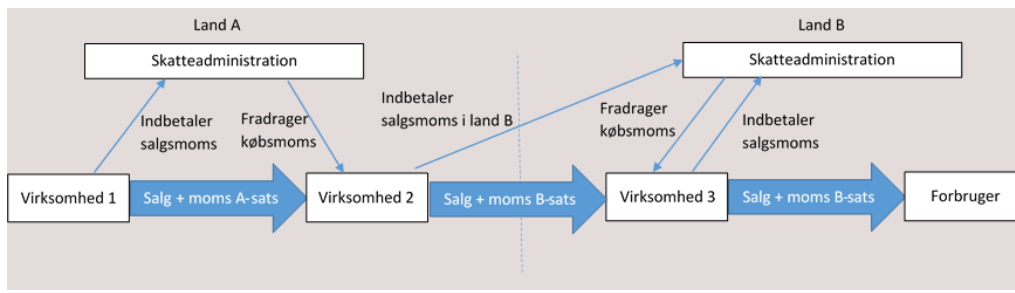 Land A
Land B
Skatteadministration
Skatteadministration
Indbetaler
salgsmoms
Fradrager
købsmoms
Indbetaler
salgsmoms i land B
Fradrager
købsmoms
Indbetaler
salgsmoms
Virksomhed 1
Salg + moms A-sats
Virksomhed 2
Salg + moms B-sats
Virksomhed 3
Salg + moms B-sats
Forbruger